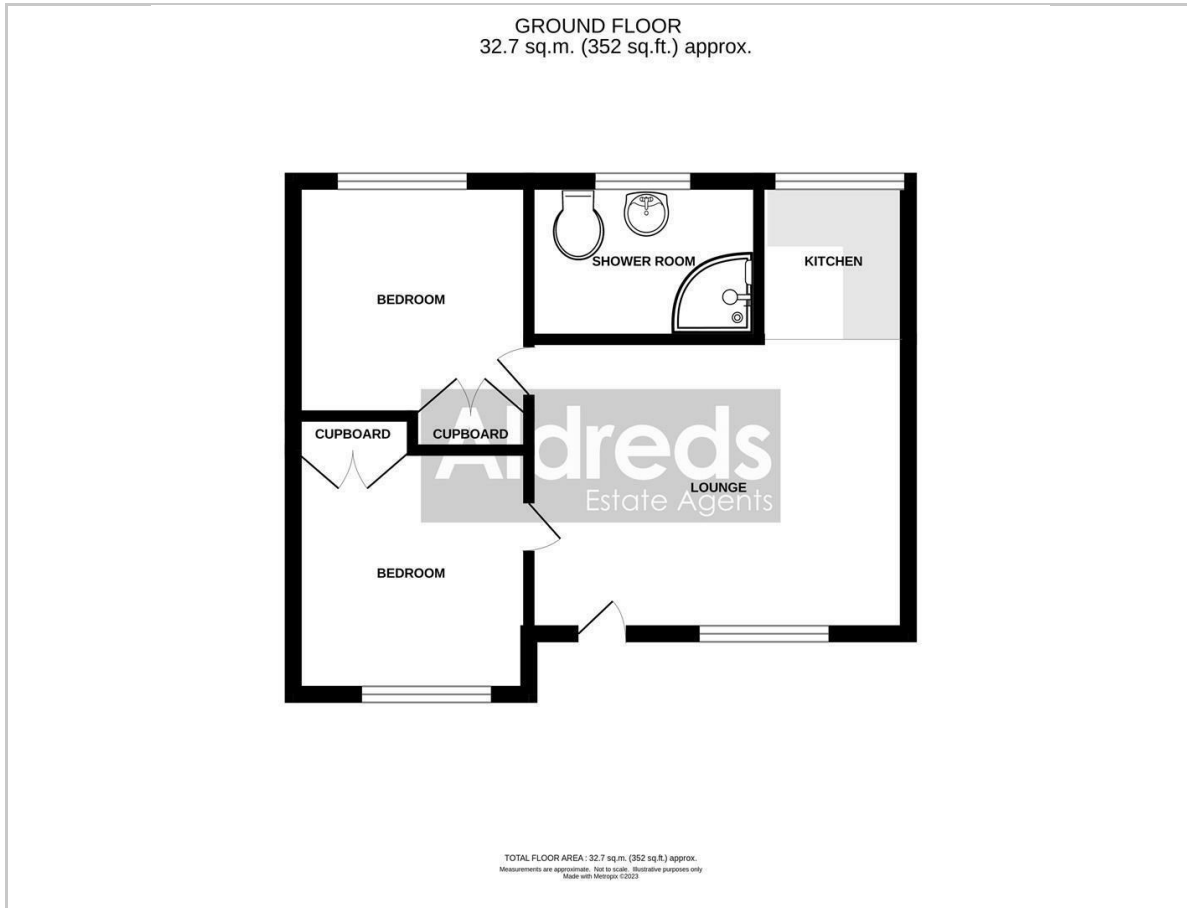 GROUND FLOOR
32.7 sq.m. (352 sq.ft.) approx.
SHOWER ROOM
KITCHEN
BEDROOM
CUPBOARD
CUPBOARD
Aldreds
LOUNGE
Estate Agents
BEDROOM
TOTAL FLOOR AREA : 32.7 sq.m. (352 sq.ft.) approx.
Measurements are approximate. Not to scale. Illustrative purposes only
Made with Metropix ©2023